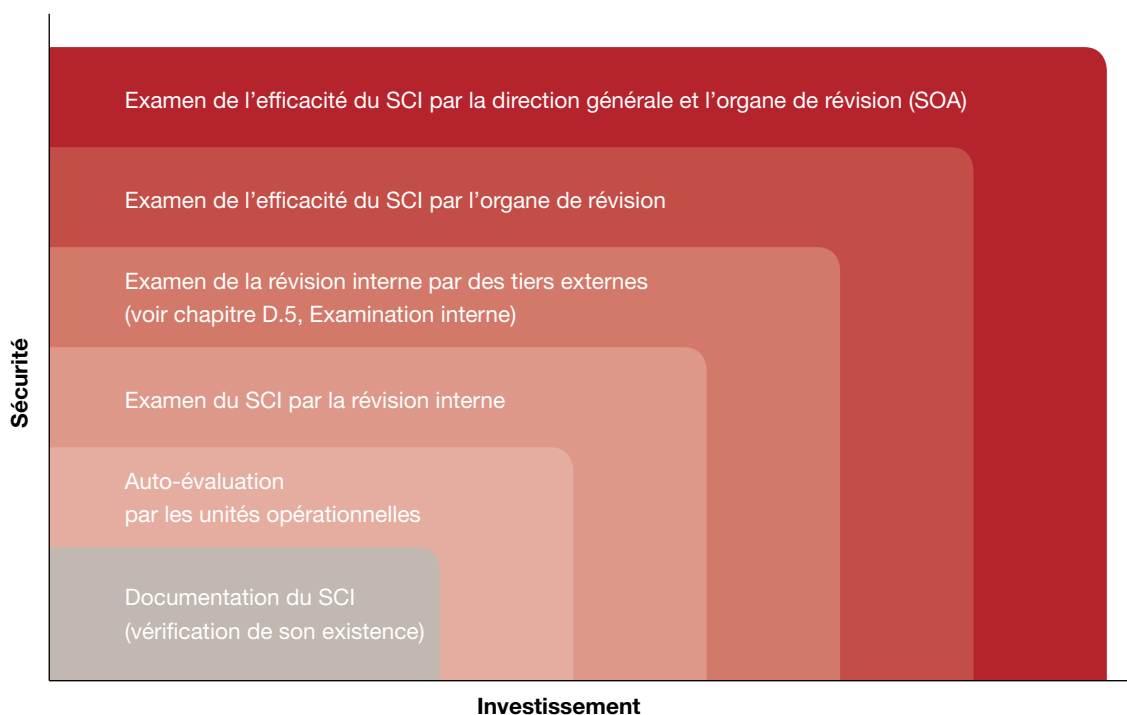 Examen de l’efficacité du SCI par la direction générale et l’organe de révision (SOA)
Examen de l’efficacité du SCI par l’organe de révision
Examen de la révision interne par des tiers externes
(voir chapitre D.5, Examination interne)
Examen du SCI par la révision interne
Auto-évaluation
par les unités opérationnelles
Documentation du SCI
(vérification de son existence)
Sécurité
Investissement